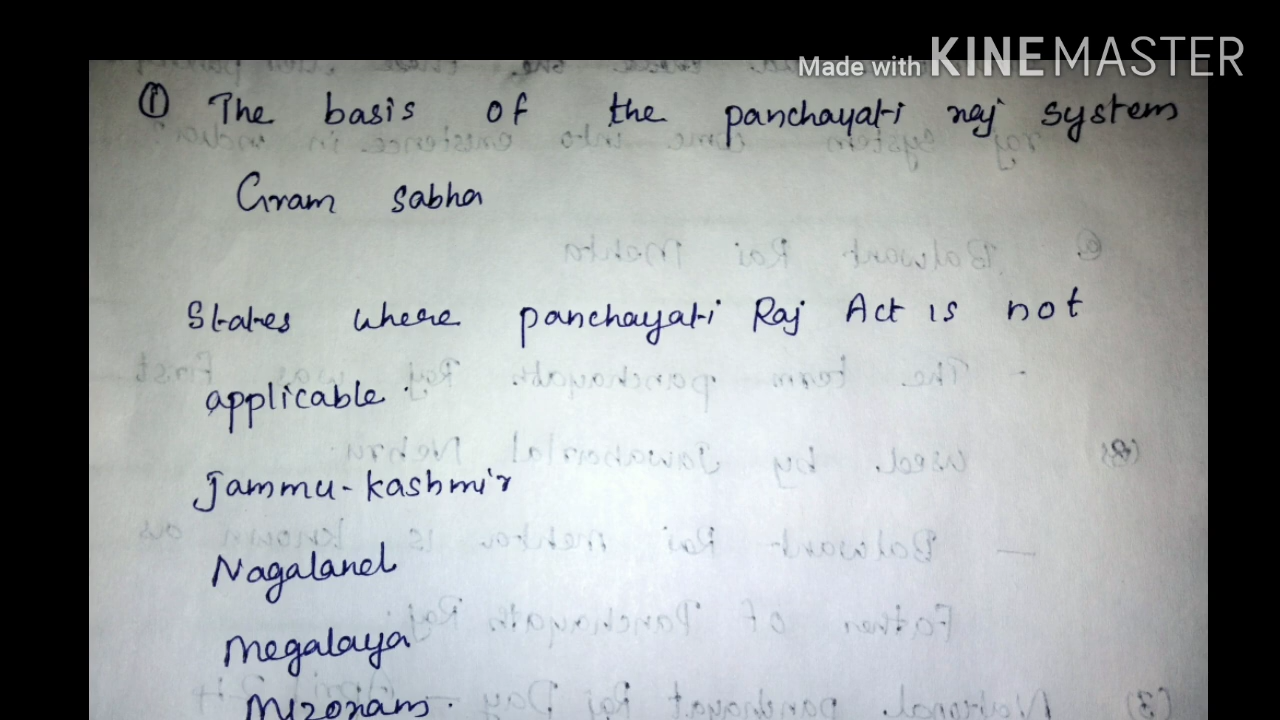 Made with KINEMASTER
① The basis of the panchayati raj system
Gram sabha
States where panchayati Raj Act is not
applicable.
Jammu-kashmir
Nagaland
Megalaya
Mizoram.